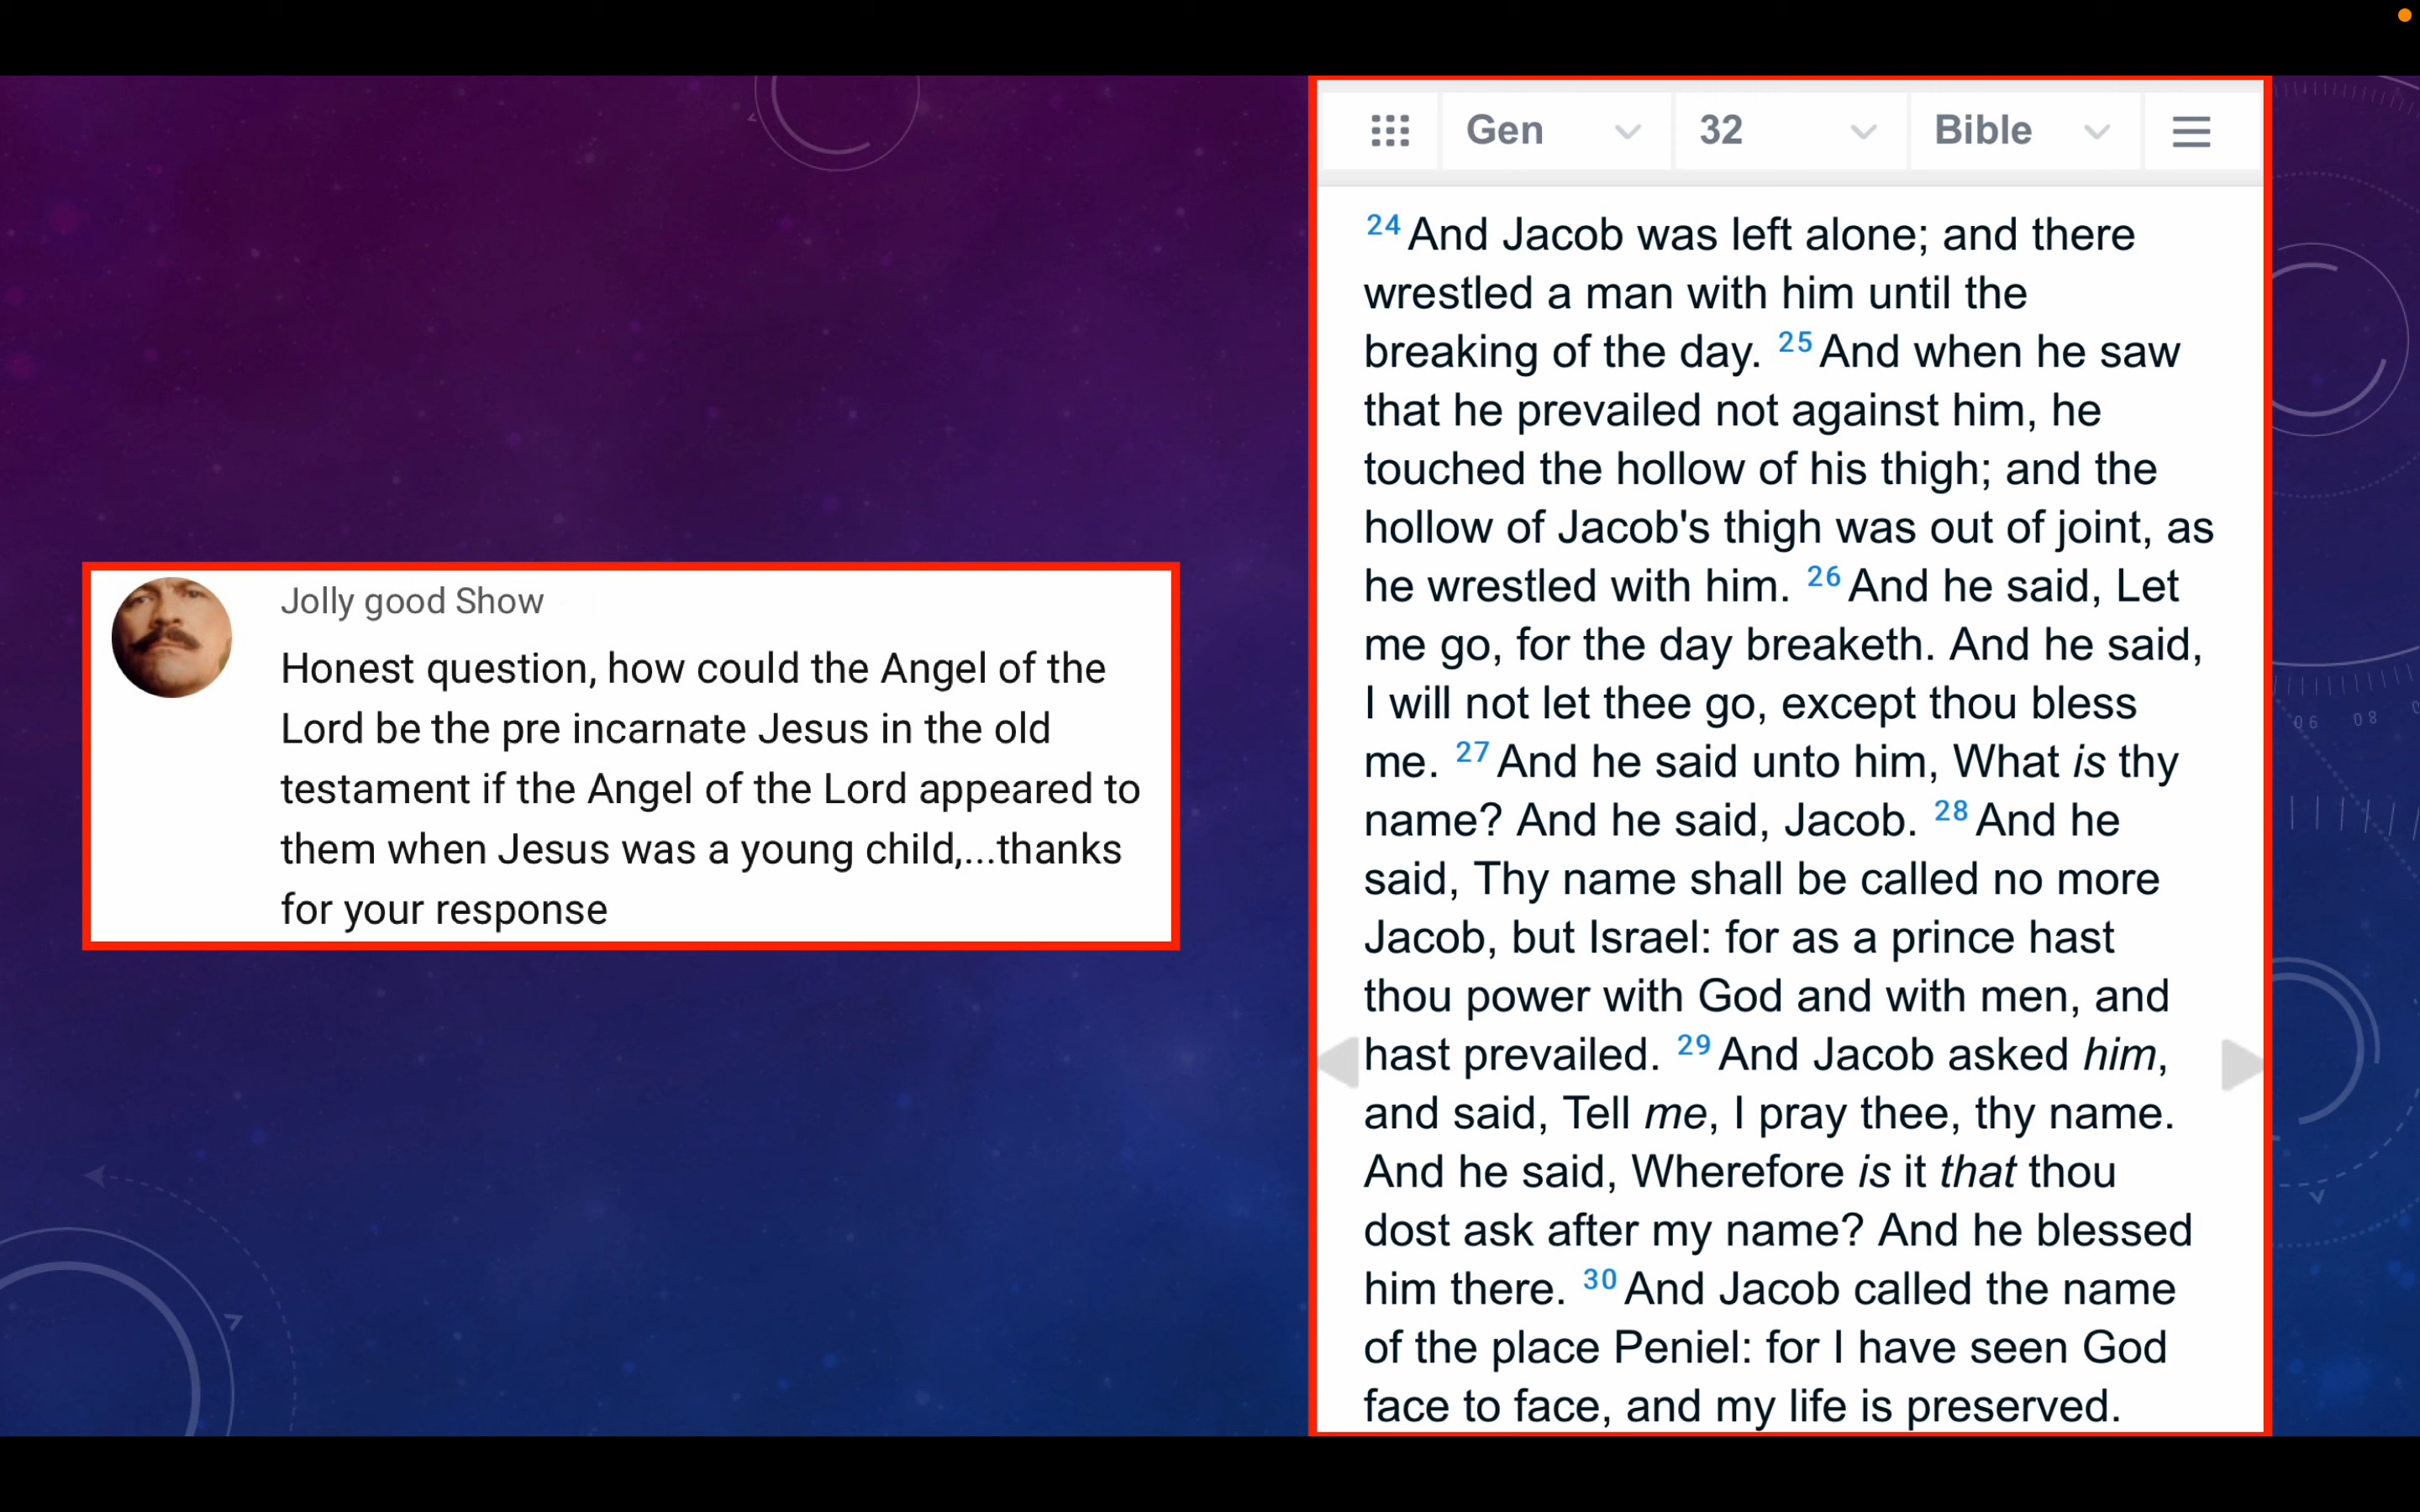 Jolly good Show
Honest question, how could the Angel of the
Lord be the pre incarnate Jesus in the old
testament if the Angel of the Lord appeared to
them when Jesus was a young child,...thanks
for your response
Gen 32 Bible
24 And Jacob was left alone; and there
wrestled a man with him until the
breaking of the day. 25 And when he saw
that he prevailed not against him, he
touched the hollow of his thigh; and the
hollow of Jacob's thigh was out of joint, as
he wrestled with him. 26 And he said, Let
me go, for the day breaketh. And he said,
I will not let thee go, except thou bless
me. 27 And he said unto him, What is thy
name? And he said, Jacob. 28 And he
said, Thy name shall be called no more
Jacob, but Israel: for as a prince hast
thou power with God and with men, and
hast prevailed. 29 And Jacob asked him,
and said, Tell me, I pray thee, thy name.
And he said, Wherefore is it that thou
dost ask after my name? And he blessed
him there. 30 And Jacob called the name
of the place Peniel: for I have seen God
face to face, and my life is preserved.
06 08